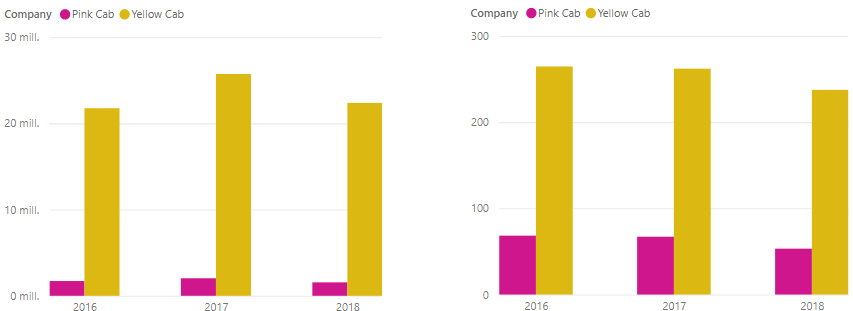 Company Pink Cab Yellow Cab
30 mill.
20 mill.
10 mill.
0 mill.
2016 2017 2018
Company Pink Cab Yellow Cab
300
200
100
0
2016 2017 2018